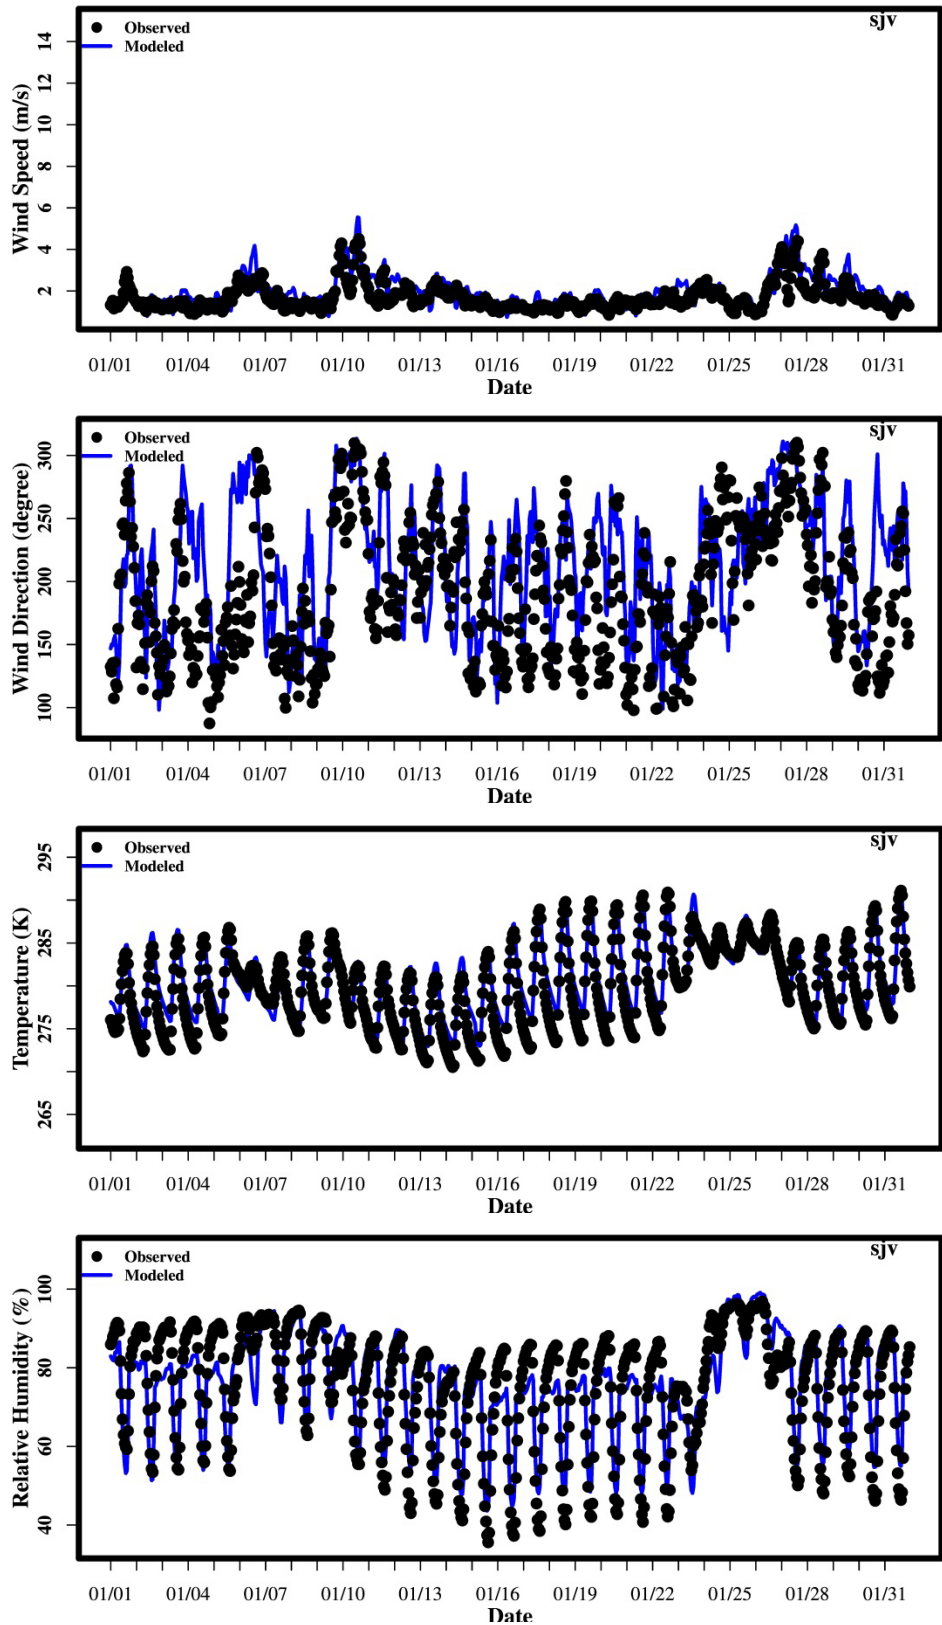 sjv
Observed
Modeled
Wind Speed (m/s)
14
12
10
8
6
4
2
01/01 01/04 01/07 01/10 01/13 01/16 01/19 01/22 01/25 01/28 01/31
Date
sjv
Observed
Modeled
Wind Direction (degree)
300
250
200
150
100
01/01 01/04 01/07 01/10 01/13 01/16 01/19 01/22 01/25 01/28 01/31
Date
sjv
Observed
Modeled
Temperature (K)
295
285
275
265
01/01 01/04 01/07 01/10 01/13 01/16 01/19 01/22 01/25 01/28 01/31
Date
sjv
Observed
Modeled
Relative Humidity (%)
100
80
60
40
01/01 01/04 01/07 01/10 01/13 01/16 01/19 01/22 01/25 01/28 01/31
Date